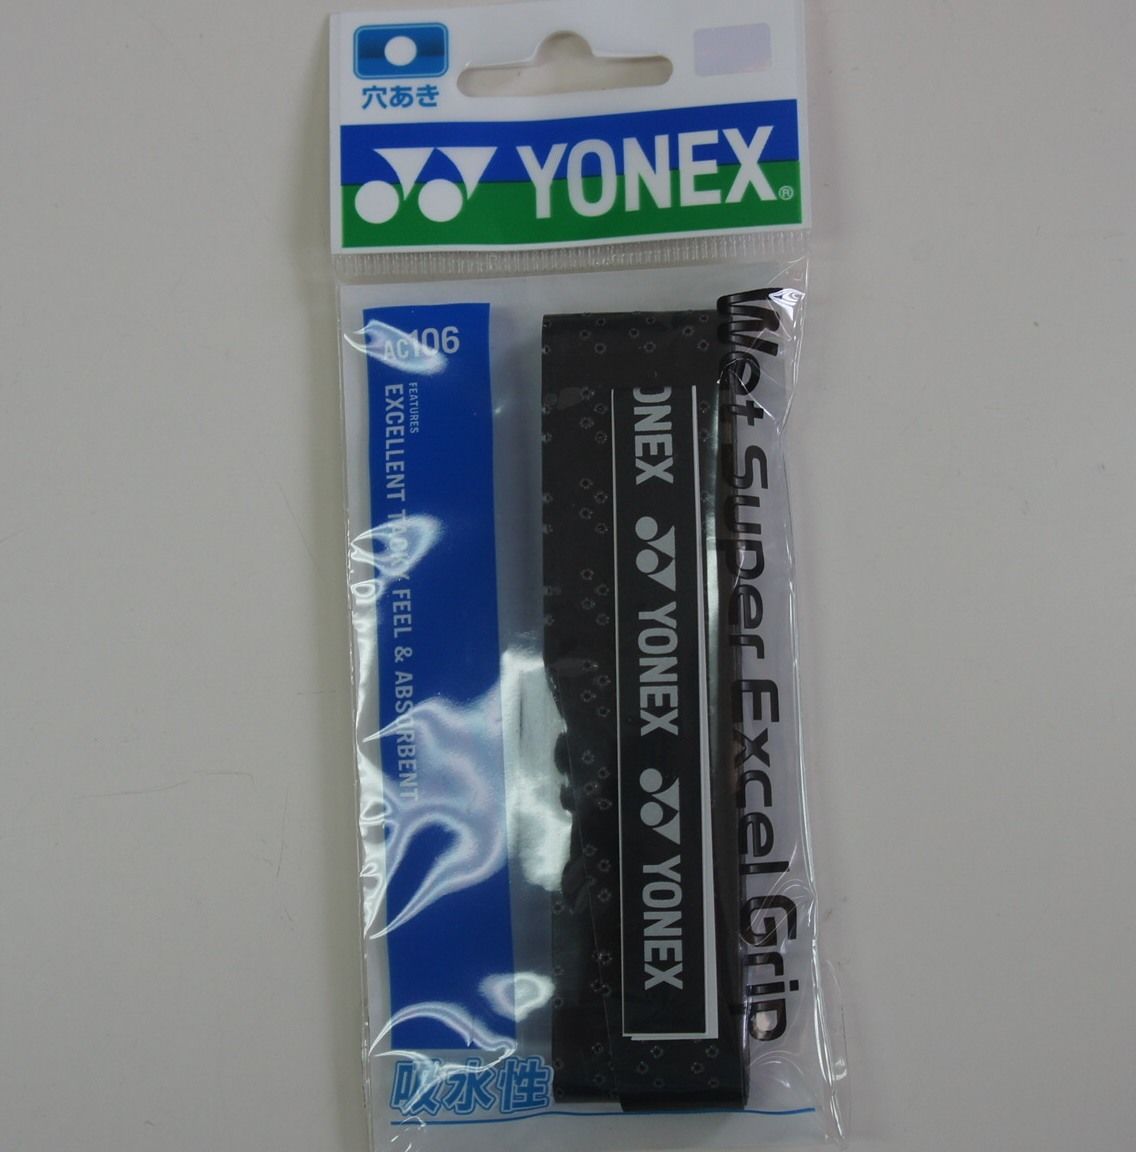 穴あき
YONEX®
AC106
FEATURES
EXCELLENT TACKY FEEL & ABSORBENT
ONEX YONEX YONEX
Wet Super Excel Grip
吸水性